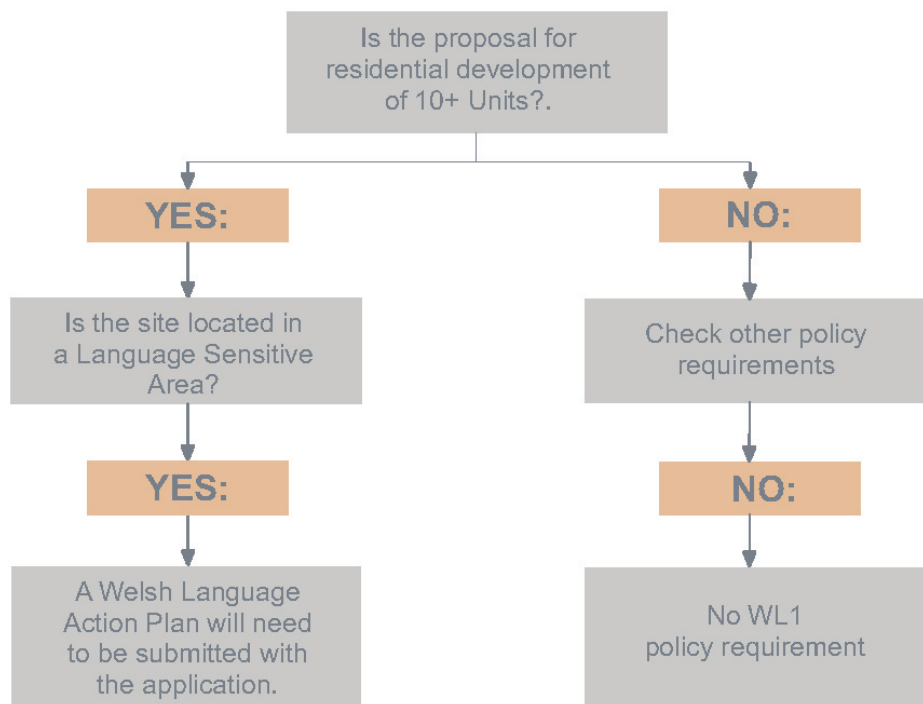 Is the proposal for
residential development
of 10+ Units?.
YES:
NO:
Is the site located in
a Language Sensitive
Area?
Check other policy
requirements
YES:
NO:
A Welsh Language
Action Plan will need
to be submitted with
the application.
No WL1
policy requirement